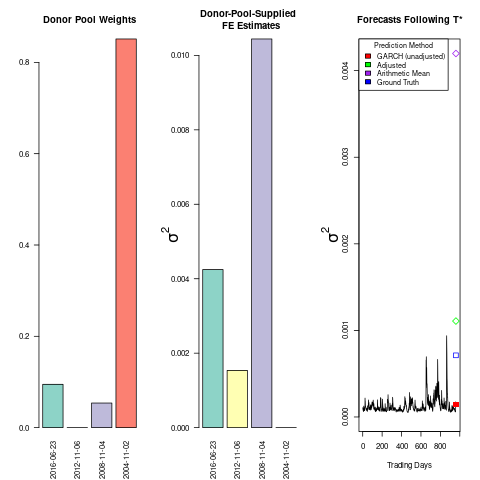 Donor Pool Weights
0.0
0.2
0.4
0.6
0.8
2016-06-23
2012-11-06
2008-11-04
2004-11-02
Donor-Pool-Supplied
FE Estimates
σ2
0.000
0.002
0.004
0.006
0.008
0.010
2016-06-23
2012-11-06
2008-11-04
2004-11-02
Forecasts Following T*
Prediction Method
GARCH (unadjusted)
Adjusted
Arithmetic Mean
Ground Truth
σ2
0.000
0.001
0.002
0.003
0.004
0 200 400 600 800
Trading Days